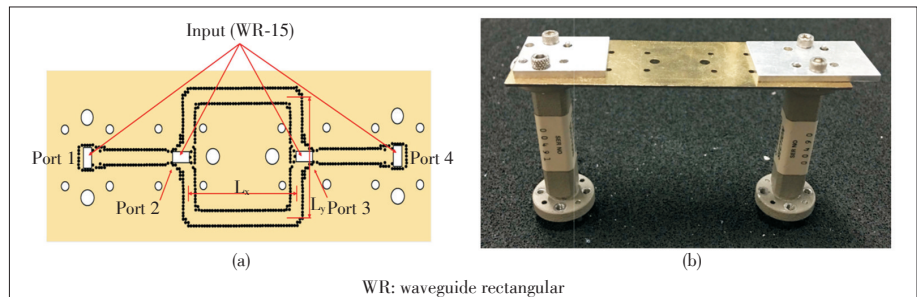 Input (WR-15)
Port 1
Port 4
Lx
Port 2
Ly
Port 3
(a)
(b)
WR: waveguide rectangular